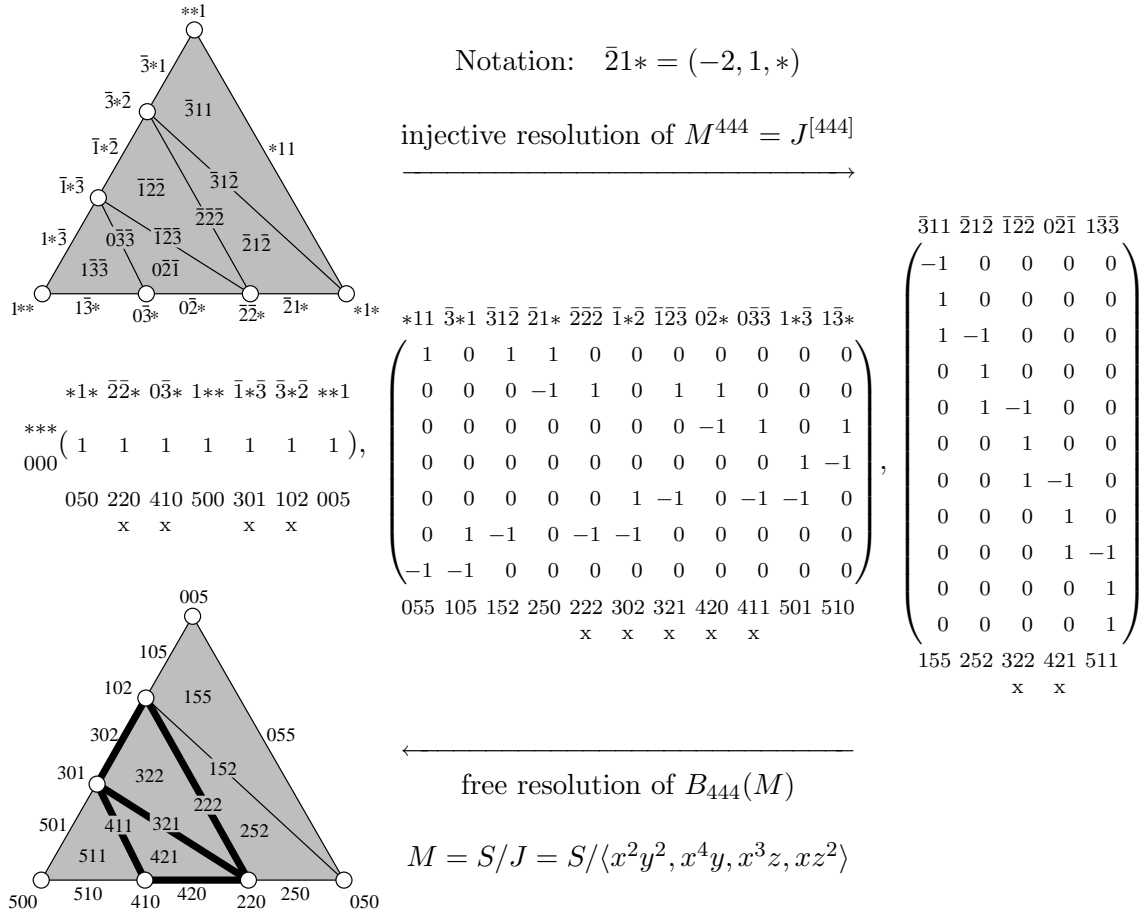 **1
3̄*1
3̄*2̄
3̄11
1̄*2̄
*11
1̄*3̄
1̄2̄2̄
3̄12̄
2̄2̄2̄
1*3̄
03̄3̄
1̄2̄3̄
2̄12̄
13̄3̄
02̄1̄
1** 13̄* 03̄* 02̄* 2̄2̄* 2̄1* *1*
Notation: 2̄1* = (−2, 1, *)
injective resolution of M^{444} = J^{[444]}
*1* 2̄2̄* 03̄* 1** 1̄*3̄ 3̄*2̄ **1
***
000
( 1 1 1 1 1 1 1 ),
050 220 410 500 301 102 005
x x x x
*11 3̄*1 3̄12̄ 2̄1* 2̄2̄2̄ 1̄*2̄ 1̄2̄3̄ 02̄* 03̄3̄ 1*3̄ 13̄*
1 0 1 1 0 0 0 0 0 0 0
0 0 0 −1 1 0 1 1 0 0 0
0 0 0 0 0 0 0 −1 1 0 1
0 0 0 0 0 0 0 0 0 1 −1
0 0 0 0 0 1 −1 0 −1 −1 0
0 1 −1 0 −1 −1 0 0 0 0 0
−1 −1 0 0 0 0 0 0 0 0 0
,
055 105 152 250 222 302 321 420 411 501 510
x x x x x
3̄11 2̄12̄ 1̄2̄2̄ 02̄1̄ 13̄3̄
−1 0 0 0 0
1 0 0 0 0
1 −1 0 0 0
0 1 0 0 0
0 1 −1 0 0
0 0 1 0 0
0 0 1 −1 0
0 0 0 1 0
0 0 0 1 −1
0 0 0 0 1
0 0 0 0 1
155 252 322 421 511
x x
005
105
102
155
302
055
301
322
152
222
501
411
321
252
511
421
500 510 410 420 220 250 050
free resolution of B_{444}(M)
M = S/J = S/⟨x²y², x⁴y, x³z, xz²⟩